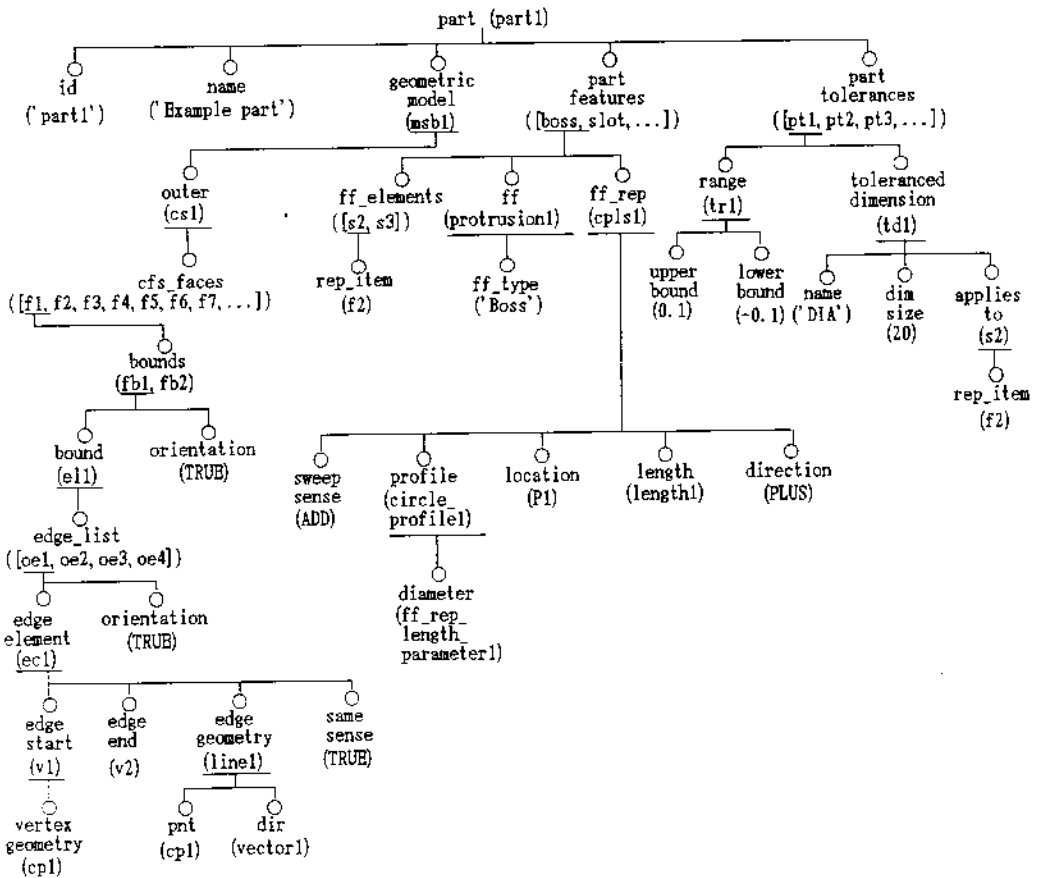 part (part1)
id
('part1')
name
('Example part')
geometric
model
(msb1)
part
features
([boss, slot, ...])
part
tolerances
([pt1, pt2, pt3, ...])
outer
(cs1)
ff_elements
([s2, s3])
ff
(protrusion1)
ff_rep
(cpls1)
range
(tr1)
toleranced
dimension
(td1)
cfs_faces
([f1, f2, f3, f4, f5, f6, f7, ...])
rep_item
(f2)
ff_type
('Boss')
upper
bound
(0.1)
lower
bound
(-0.1)
name
('DIA')
dim
size
(20)
applies
to
(s2)
bounds
(fb1, fb2)
rep_item
(f2)
bound
(el1)
orientation
(TRUE)
sweep
sense
(ADD)
profile
(circle_
profile1)
location
(P1)
length
(length1)
direction
(PLUS)
edge_list
([oe1, oe2, oe3, oe4])
edge
element
(ec1)
orientation
(TRUE)
diameter
(ff_rep_
length_
parameter1)
edge
start
(v1)
edge
end
(v2)
edge
geometry
(line1)
same
sense
(TRUE)
vertex
geometry
(cp1)
pnt
(cp1)
dir
(vector1)